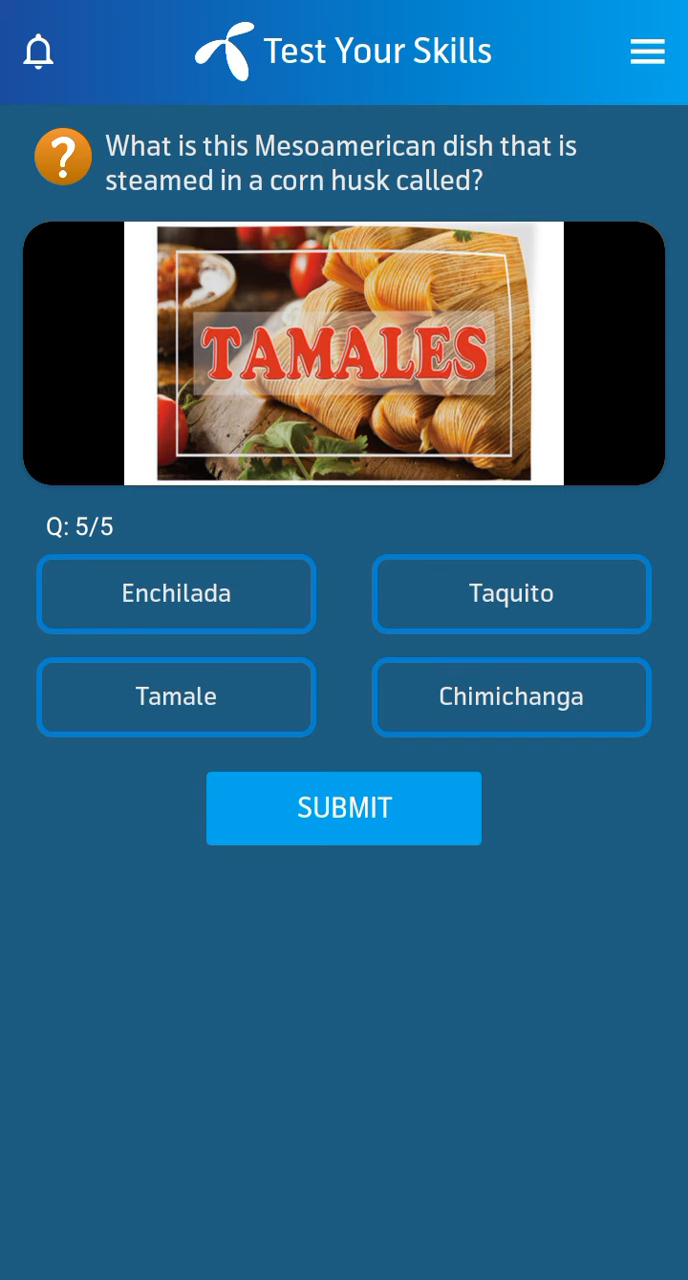 Test Your Skills
?
What is this Mesoamerican dish that is
steamed in a corn husk called?
TAMALES
Q: 5/5
Enchilada
Taquito
Tamale
Chimichanga
SUBMIT